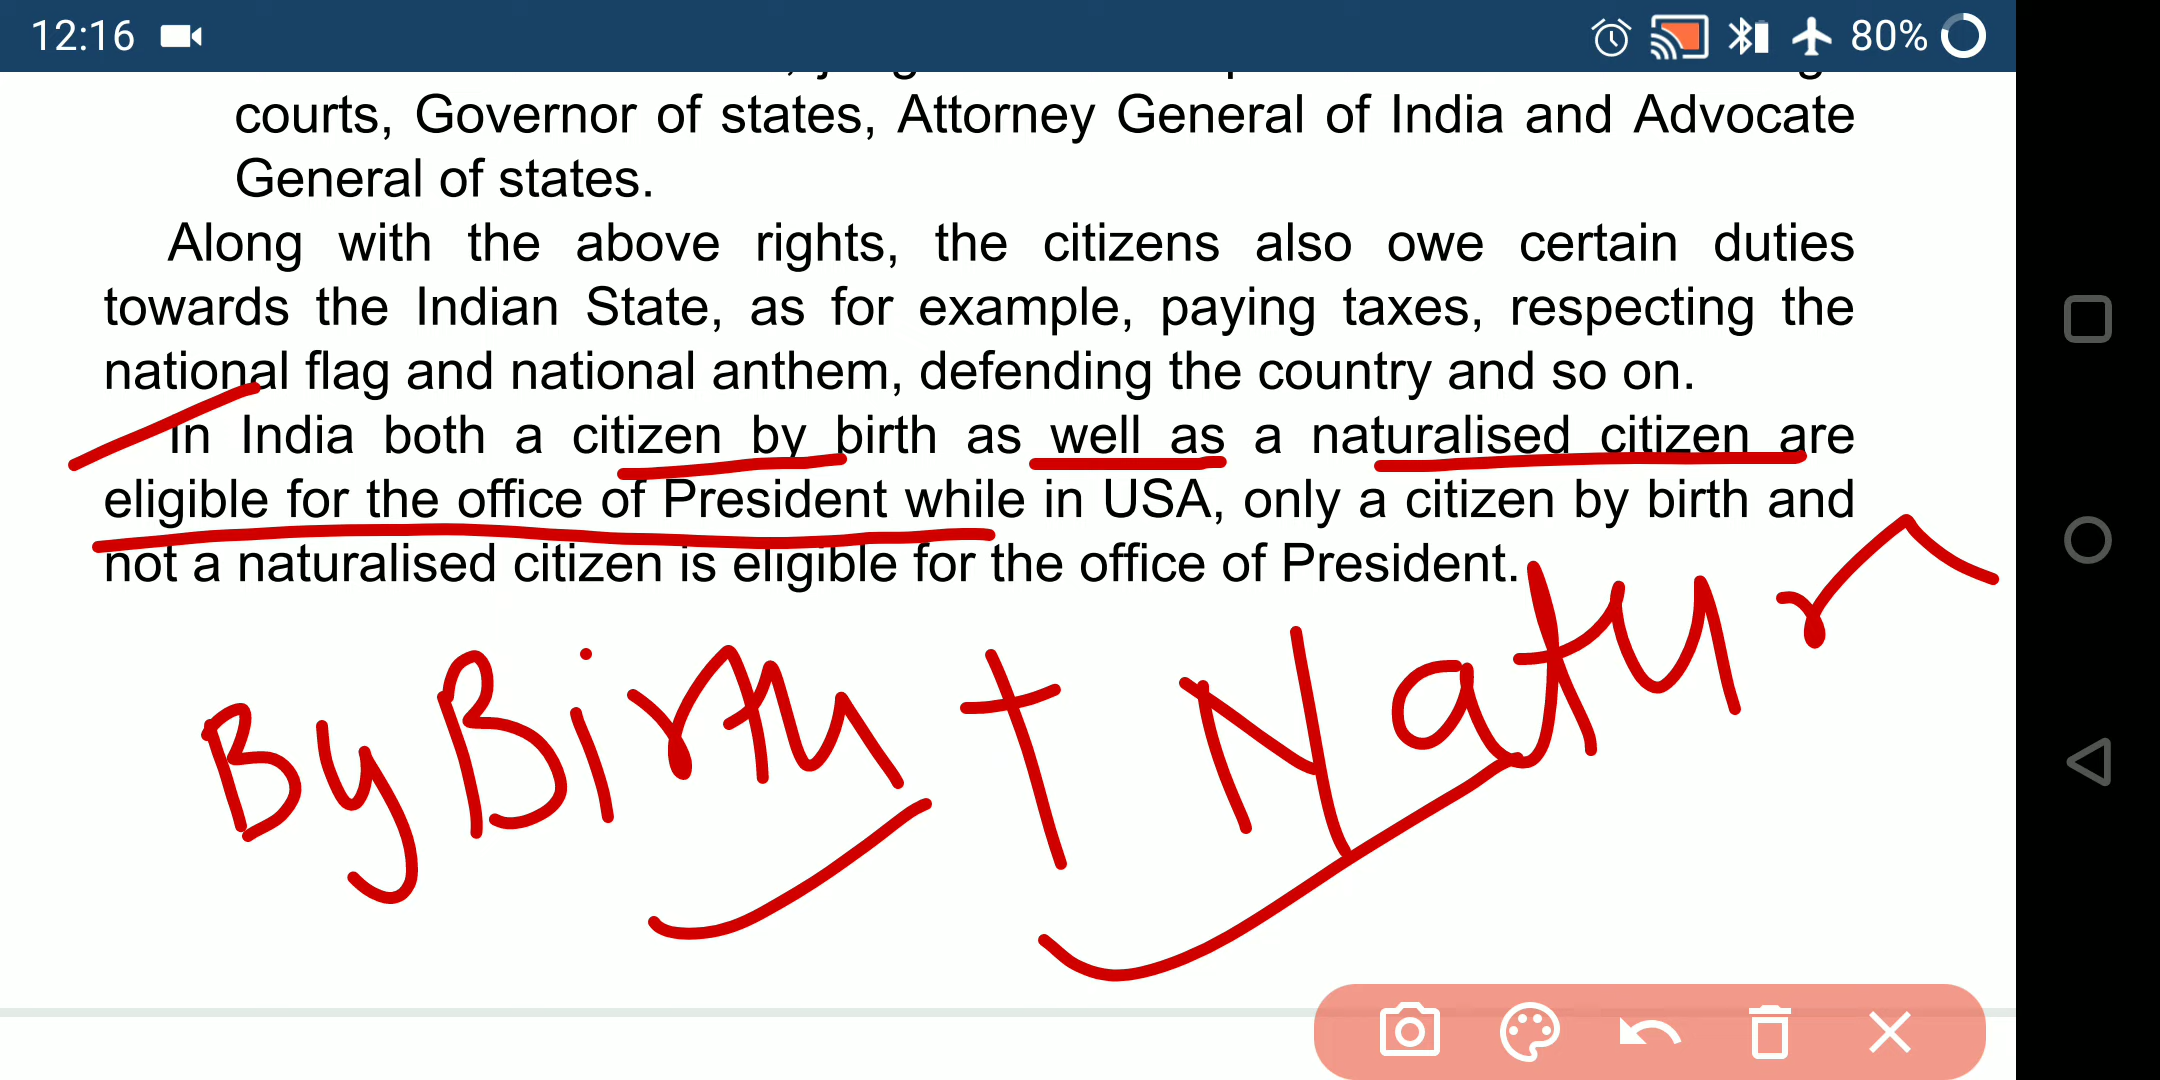 12:16 80%
courts, Governor of states, Attorney General of India and Advocate
General of states.
Along with the above rights, the citizens also owe certain duties
towards the Indian State, as for example, paying taxes, respecting the
national flag and national anthem, defending the country and so on.
In India both a citizen by birth as well as a naturalised citizen are
eligible for the office of President while in USA, only a citizen by birth and
not a naturalised citizen is eligible for the office of President.
By Birth + Natur